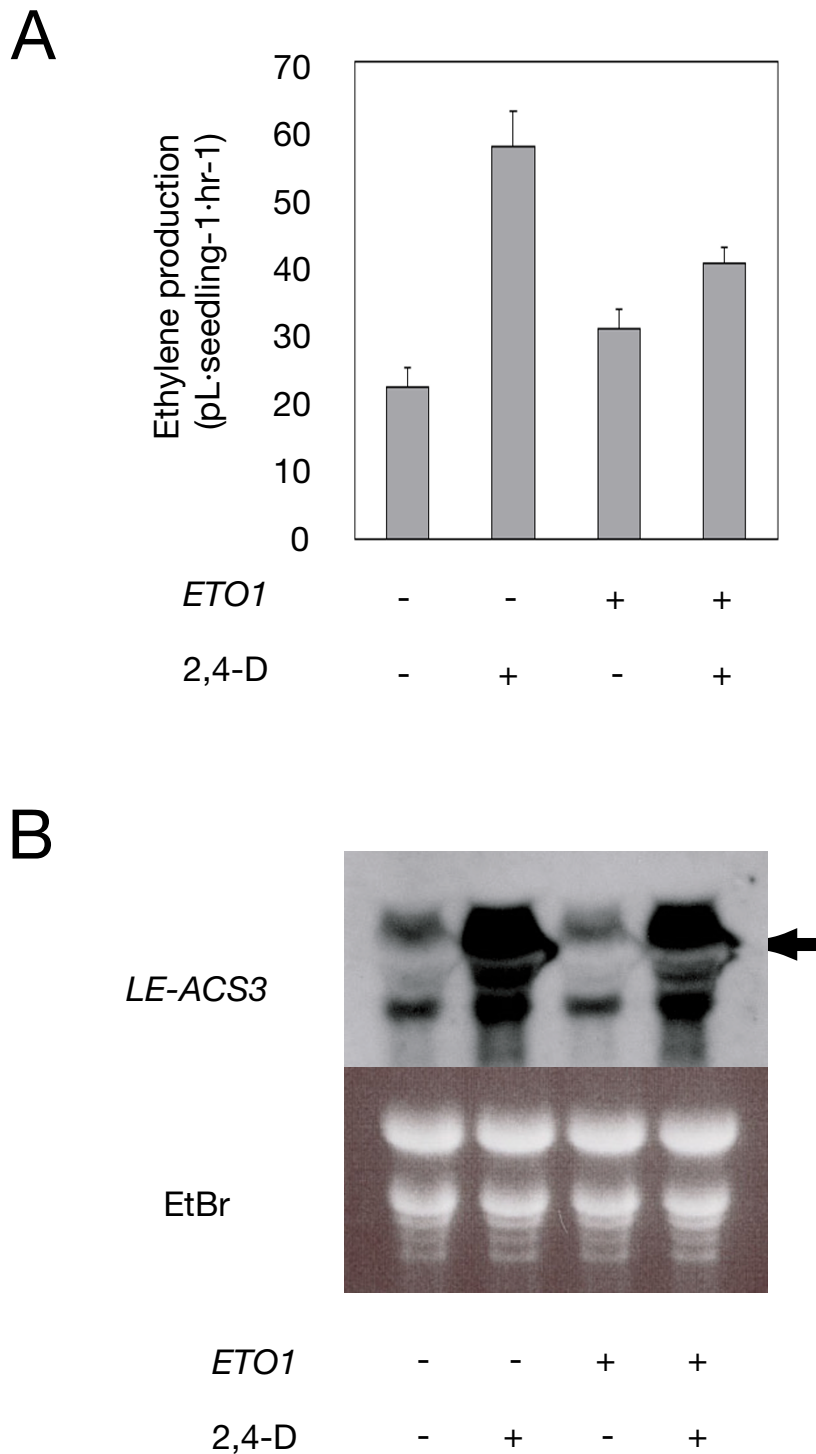 A
Ethylene production
(pL·seedling-1·hr-1)
70
60
50
40
30
20
10
0
ETO1 - - + +
2,4-D - + - +
B
LE-ACS3
EtBr
ETO1 - - + +
2,4-D - + - +